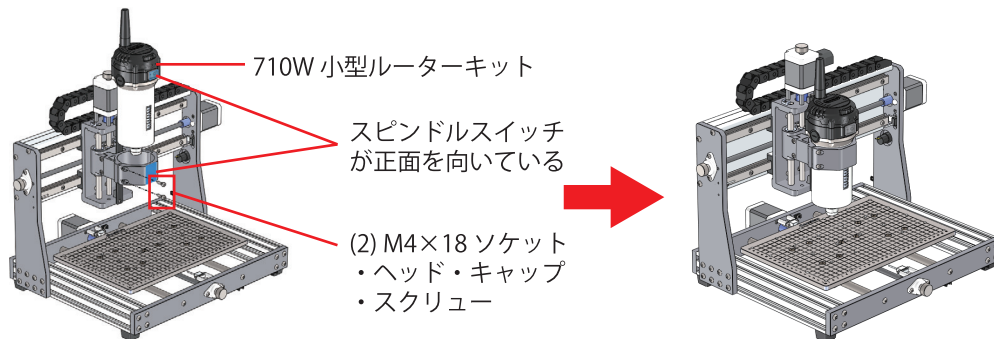 710W 小型ルーターキット
スピンドルスイッチ
が正面を向いている
(2) M4×18 ソケット
・ヘッド・キャップ
・スクリュー